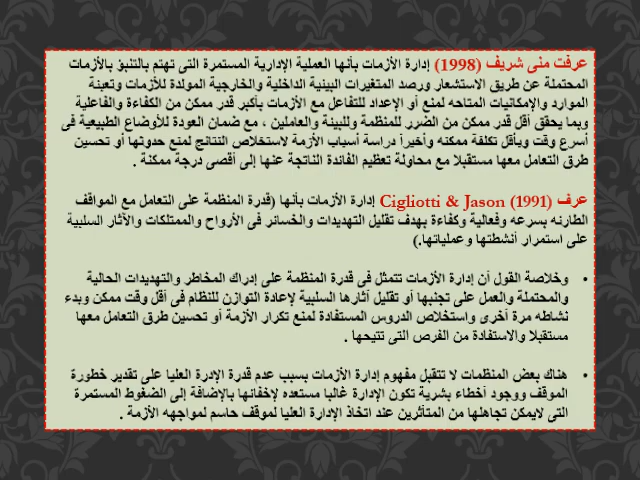 عرفت منى شريف (1998) إدارة الأزمات بأنها العملية الإدارية المستمرة التى تهتم بالتنبؤ بالأزمات
المحتملة عن طريق الاستشعار ورصد المتغيرات البينية الداخلية والخارجية المولدة للأزمات وتعبنة
الموارد والإمكانيات المتاحه لمنع أو الإعداد للتفاعل مع الأزمات بأكبر قدر ممكن من الكفاءة والفاعلية
وبما يحقق أقل قدر ممكن من الضرر للمنظمة وللبينة والعاملين ، مع ضمان العودة للأوضاع الطبيعية فى
أسرع وقت وبأقل تكلفة ممكنه وأخيراً دراسة أسباب الأزمة لاستخلاص النتانج لمنع حدوثها أو تحسين
طرق التعامل معها مستقبلا مع محاولة تعظيم الفائدة الناتجة عنها إلى أقصى درجة ممكنة .
عرف Cigliotti & Jason (1991) إدارة الأزمات بأنها (قدرة المنظمة على التعامل مع المواقف
الطارنه بسرعه وفعالية وكفاءة بهدف تقليل التهديدات والخسائر فى الأرواح والممتلكات والآثار السلبية
على استمرار أنشطتها وعملياتها.)
• وخلاصة القول أن إدارة الأزمات تتمثل فى قدرة المنظمة على إدراك المخاطر والتهديدات الحالية
والمحتملة والعمل على تجنبها أو تقليل آثارها السلبية لإعادة التوازن للنظام فى أقل وقت ممكن وبدء
نشاطه مرة أخرى واستخلاص الدروس المستفادة لمنع تكرار الأزمة أو تحسين طرق التعامل معها
مستقبلا والاستفادة من الفرص التى تتيحها .
• هناك بعض المنظمات لا تتقبل مفهوم إدارة الأزمات بسبب عدم قدرة الإدرة العليا على تقدير خطورة
الموقف ووجود أخطاء بشرية تكون الإدارة غالبا مستعده لإخفانها بالإضافة إلى الضغوط المستمرة
التى لايمكن تجاهلها من المتأثرين عند اتخاذ الإدارة العليا لموقف حاسم لمواجهه الأزمة .